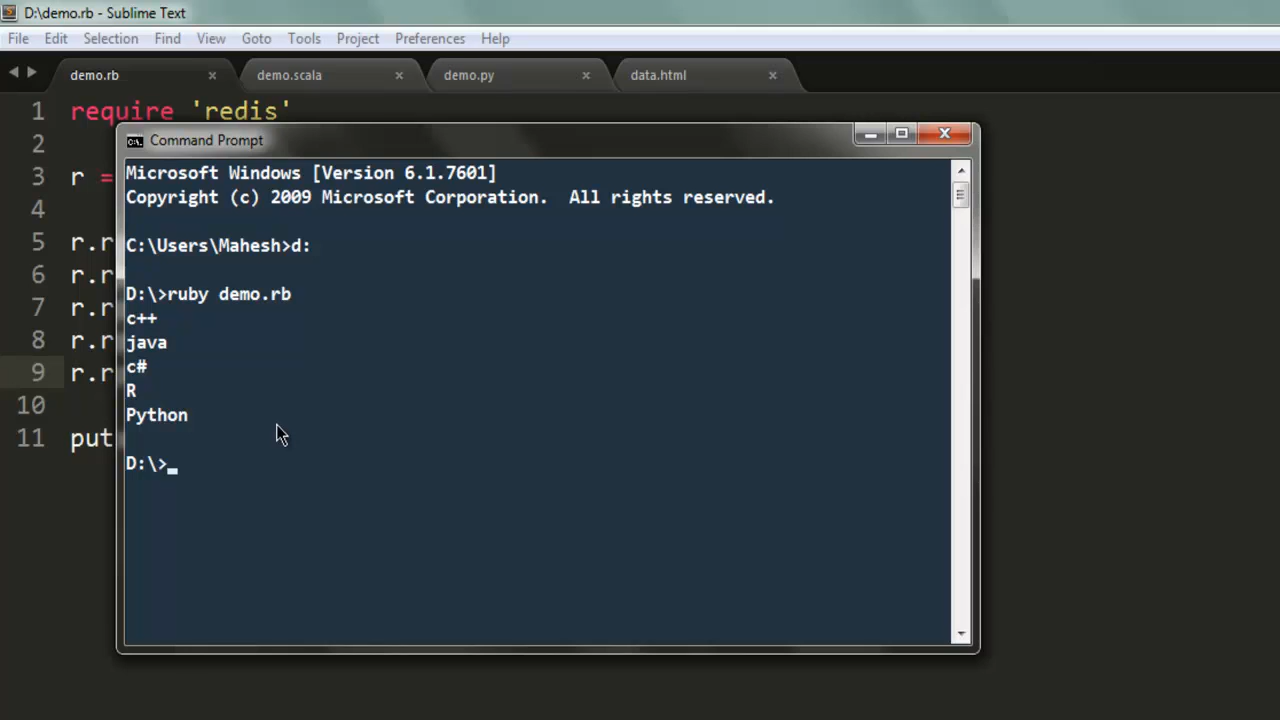 D:\demo.rb - Sublime Text
File Edit Selection Find View Goto Tools Project Preferences Help
demo.rb demo.scala demo.py data.html
1 require 'redis'
2
3 r =
4
5 r.r
6 r.r
7 r.r
8 r.r
9 r.r
10
11 put
Command Prompt
Microsoft Windows [Version 6.1.7601]
Copyright (c) 2009 Microsoft Corporation.  All rights reserved.
C:\Users\Mahesh>d:
D:\>ruby demo.rb
c++
java
c#
R
Python
D:\>_